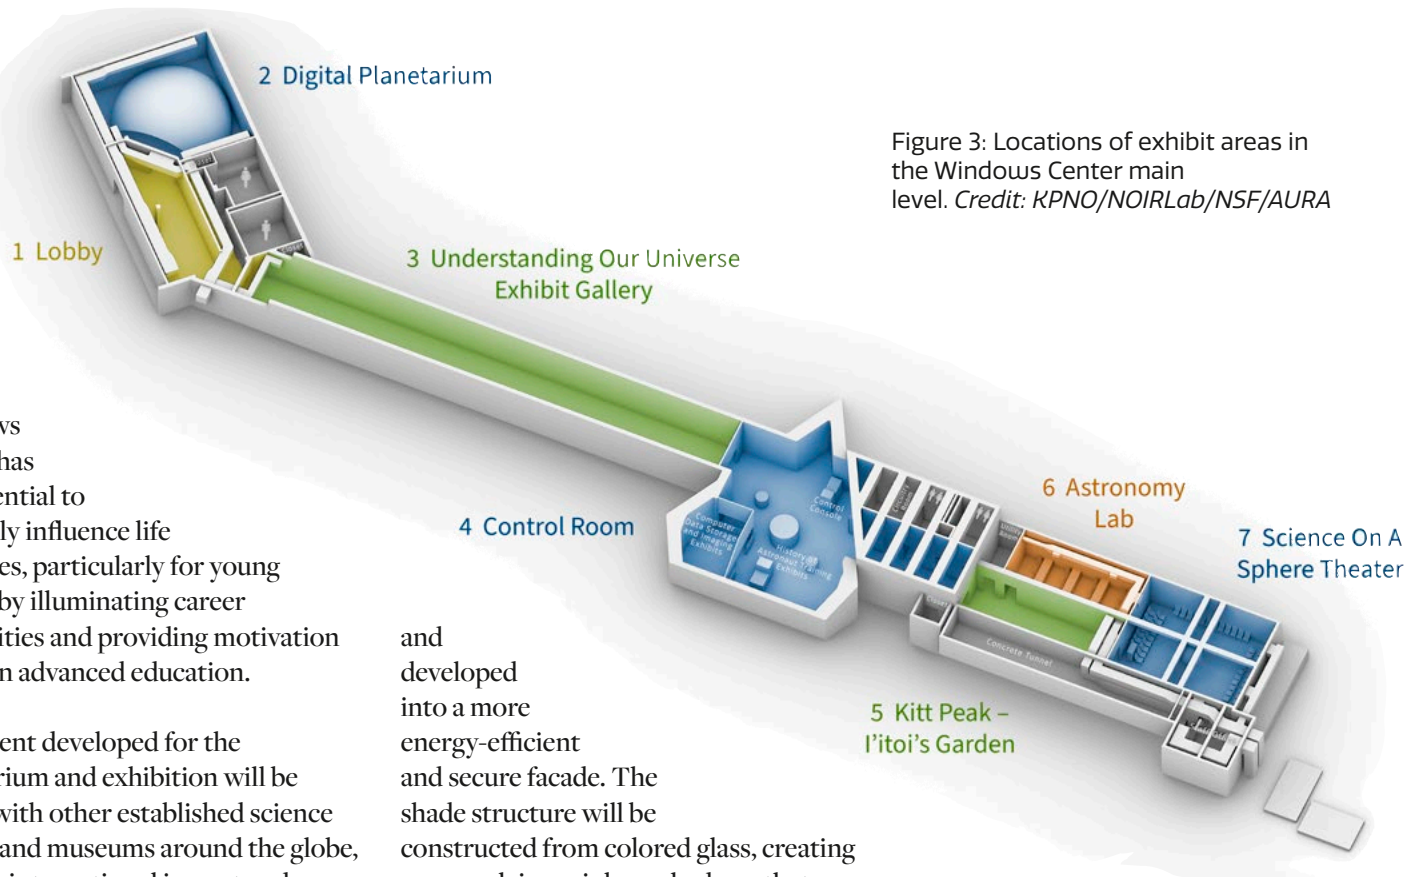 2 Digital Planetarium
Figure 3: Locations of exhibit areas in
the Windows Center main
level. Credit: KPNO/NOIRLab/NSF/AURA
1 Lobby
3 Understanding Our Universe
Exhibit Gallery
4 Control Room
Computer
Data Storage
and Imaging
Exhibits
Control
Console
History of
Astronaut Training
Exhibits
6 Astronomy
Lab
7 Science On A
Sphere Theater
Closet
Concrete Tunnel
5 Kitt Peak –
I'itoi's Garden
ws
has
ential to
ly influence life
es, particularly for young
by illuminating career
ities and providing motivation
n advanced education.
ent developed for the
rium and exhibition will be
with other established science
and museums around the globe,
and
developed
into a more
energy-efficient
and secure facade. The
shade structure will be
constructed from colored glass, creating